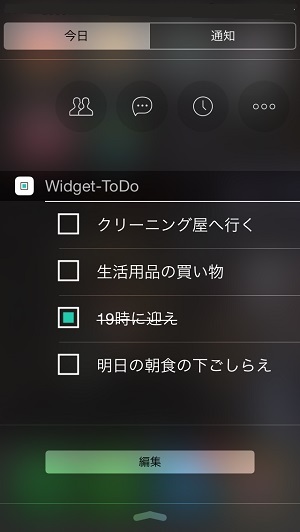 今日
通知
Widget-ToDo
クリーニング屋へ行く
生活用品の買い物
19時に迎え
明日の朝食の下ごしらえ
編集